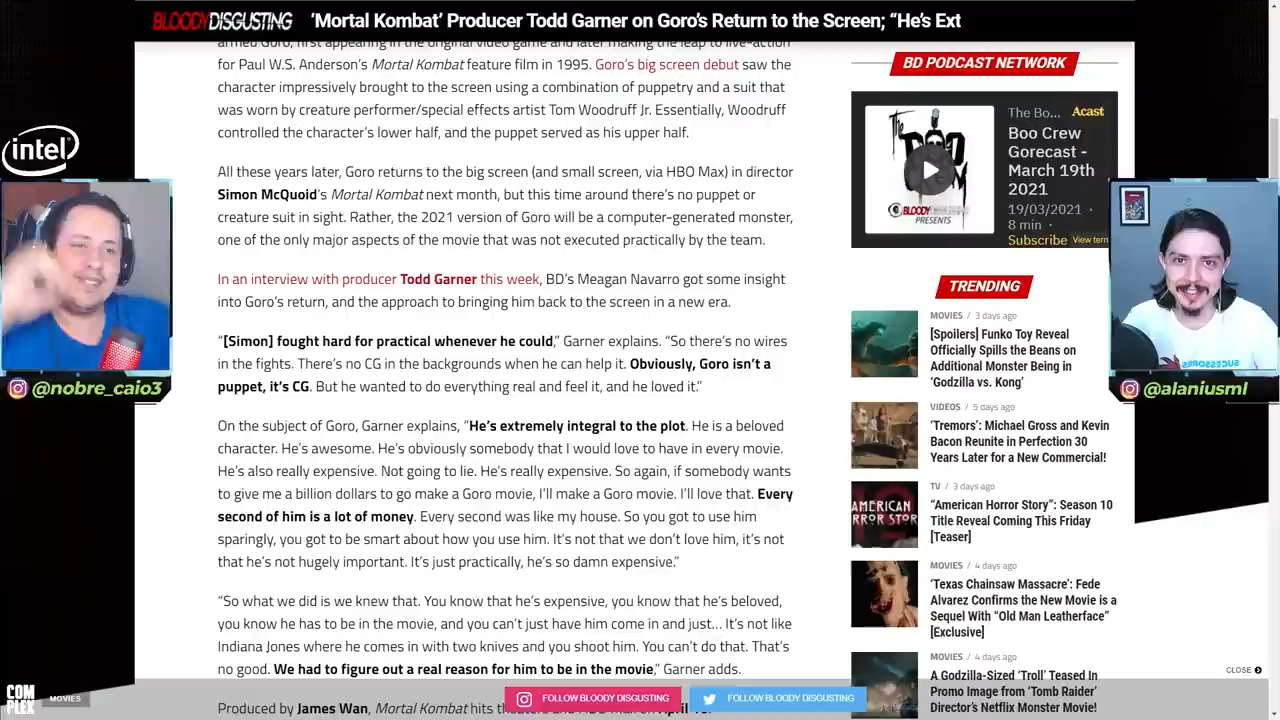 BLOODY DISGUSTING
‘Mortal Kombat’ Producer Todd Garner on Goro’s Return to the Screen; “He’s Ext
armed Goro, first appearing in the original video game and later making the leap to live-action
for Paul W.S. Anderson’s Mortal Kombat feature film in 1995. Goro’s big screen debut saw the
character impressively brought to the screen using a combination of puppetry and a suit that
was worn by creature performer/special effects artist Tom Woodruff Jr. Essentially, Woodruff
controlled the character’s lower half, and the puppet served as his upper half.
All these years later, Goro returns to the big screen (and small screen, via HBO Max) in director
Simon McQuoid’s Mortal Kombat next month, but this time around there’s no puppet or
creature suit in sight. Rather, the 2021 version of Goro will be a computer-generated monster,
one of the only major aspects of the movie that was not executed practically by the team.
In an interview with producer Todd Garner this week, BD’s Meagan Navarro got some insight
into Goro’s return, and the approach to bringing him back to the screen in a new era.
“[Simon] fought hard for practical whenever he could,” Garner explains. “So there’s no wires
in the fights. There’s no CG in the backgrounds when he can help it. Obviously, Goro isn’t a
puppet, it’s CG. But he wanted to do everything real and feel it, and he loved it.”
On the subject of Goro, Garner explains, “He’s extremely integral to the plot. He is a beloved
character. He’s awesome. He’s obviously somebody that I would love to have in every movie.
He’s also really expensive. Not going to lie. He’s really expensive. So again, if somebody wants
to give me a billion dollars to go make a Goro movie, I’ll make a Goro movie. I’ll love that. Every
second of him is a lot of money. Every second was like my house. So you got to use him
sparingly, you got to be smart about how you use him. It’s not that we don’t love him, it’s not
that he’s not hugely important. It’s just practically, he’s so damn expensive.”
“So what we did is we knew that. You know that he’s expensive, you know that he’s beloved,
you know he has to be in the movie, and you can’t just have him come in and just… It’s not like
Indiana Jones where he comes in with two knives and you shoot him. You can’t do that. That’s
no good. We had to figure out a real reason for him to be in the movie,” Garner adds.
Produced by James Wan, Mortal Kombat hits
BD PODCAST NETWORK
The Bo...
Acast
Boo Crew
Gorecast -
March 19th
2021
19/03/2021 ·
8 min ·
Subscribe
View term
The
BOO
BLOODY
PRESENTS
TRENDING
MOVIES / 3 days ago
[Spoilers] Funko Toy Reveal
Officially Spills the Beans on
Additional Monster Being in
‘Godzilla vs. Kong’
VIDEOS / 5 days ago
‘Tremors’: Michael Gross and Kevin
Bacon Reunite in Perfection 30
Years Later for a New Commercial!
TV / 3 days ago
“American Horror Story”: Season 10
Title Reveal Coming This Friday
[Teaser]
AMERICAN
HORROR STORY
MOVIES / 4 days ago
‘Texas Chainsaw Massacre’: Fede
Alvarez Confirms the New Movie is a
Sequel With “Old Man Leatherface”
[Exclusive]
MOVIES / 4 days ago
A Godzilla-Sized ‘Troll’ Teased In
Promo Image from ‘Tomb Raider’
Director’s Netflix Monster Movie!
CLOSE
intel
@nobre_caio3
@alaniusml
COM
PLEX
MOVIES
FOLLOW BLOODY DISGUSTING
FOLLOW BLOODY DISGUSTING